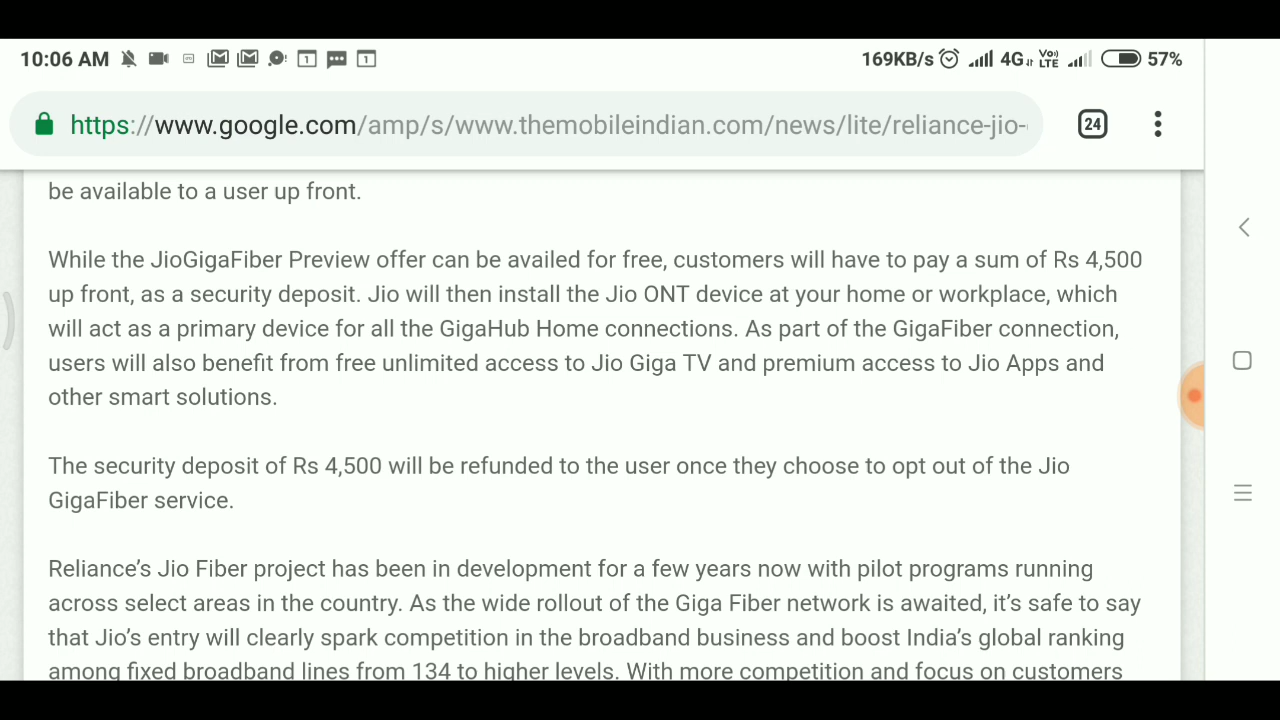 10:06 AM 169KB/s 4G Vo)) LTE 57%
https://www.google.com/amp/s/www.themobileindian.com/news/lite/reliance-jio- 24
be available to a user up front.
While the JioGigaFiber Preview offer can be availed for free, customers will have to pay a sum of Rs 4,500
up front, as a security deposit. Jio will then install the Jio ONT device at your home or workplace, which
will act as a primary device for all the GigaHub Home connections. As part of the GigaFiber connection,
users will also benefit from free unlimited access to Jio Giga TV and premium access to Jio Apps and
other smart solutions.
The security deposit of Rs 4,500 will be refunded to the user once they choose to opt out of the Jio
GigaFiber service.
Reliance’s Jio Fiber project has been in development for a few years now with pilot programs running
across select areas in the country. As the wide rollout of the Giga Fiber network is awaited, it’s safe to say
that Jio’s entry will clearly spark competition in the broadband business and boost India’s global ranking
among fixed broadband lines from 134 to higher levels. With more competition and focus on customers